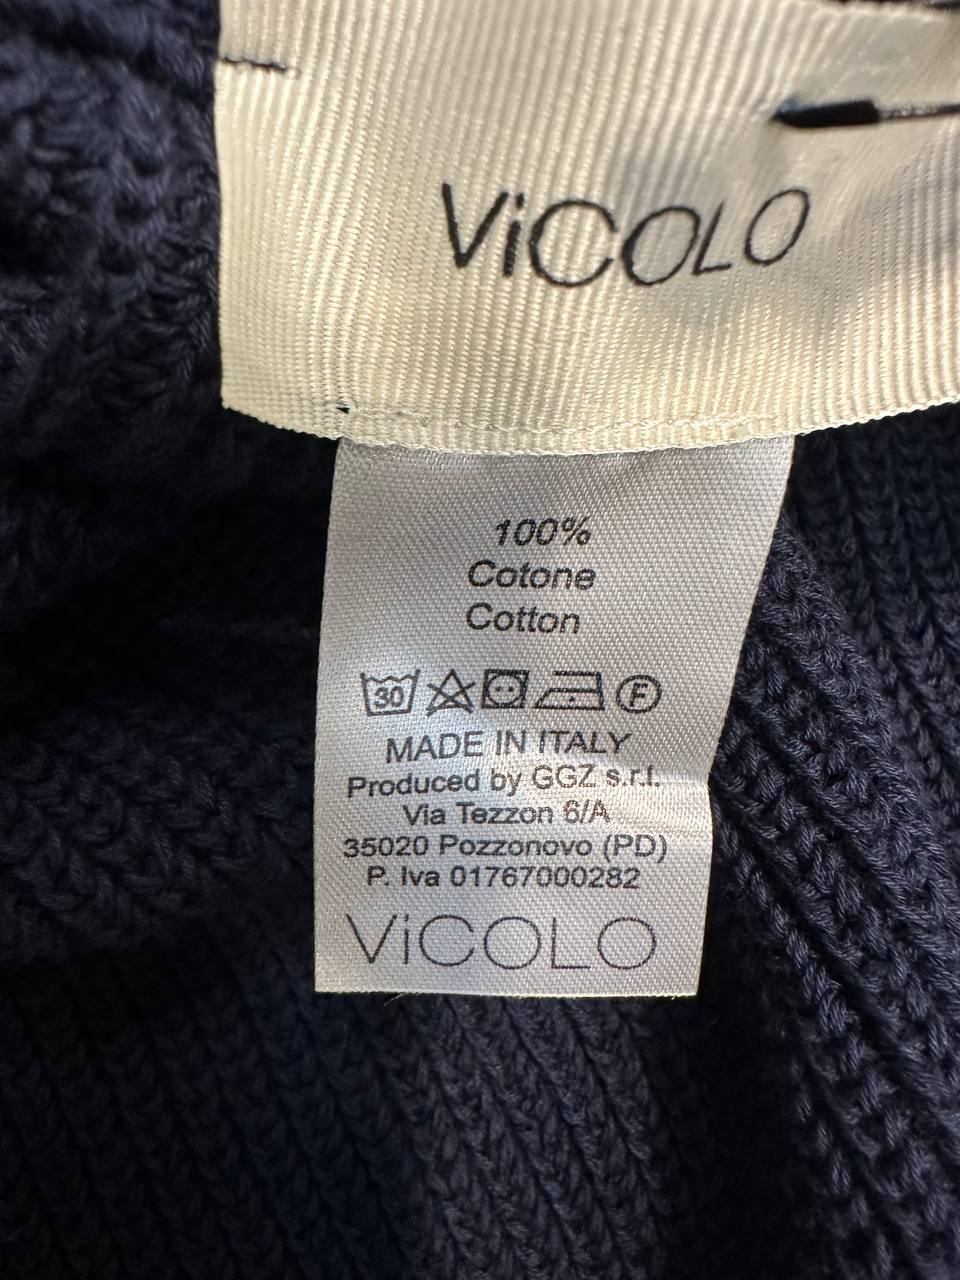 ViCOLO
100%
Cotone
Cotton
30 F
MADE IN ITALY
Produced by GGZ s.r.l.
Via Tezzon 6/A
35020 Pozzonovo (PD)
P. Iva 01767000282
ViCOLO